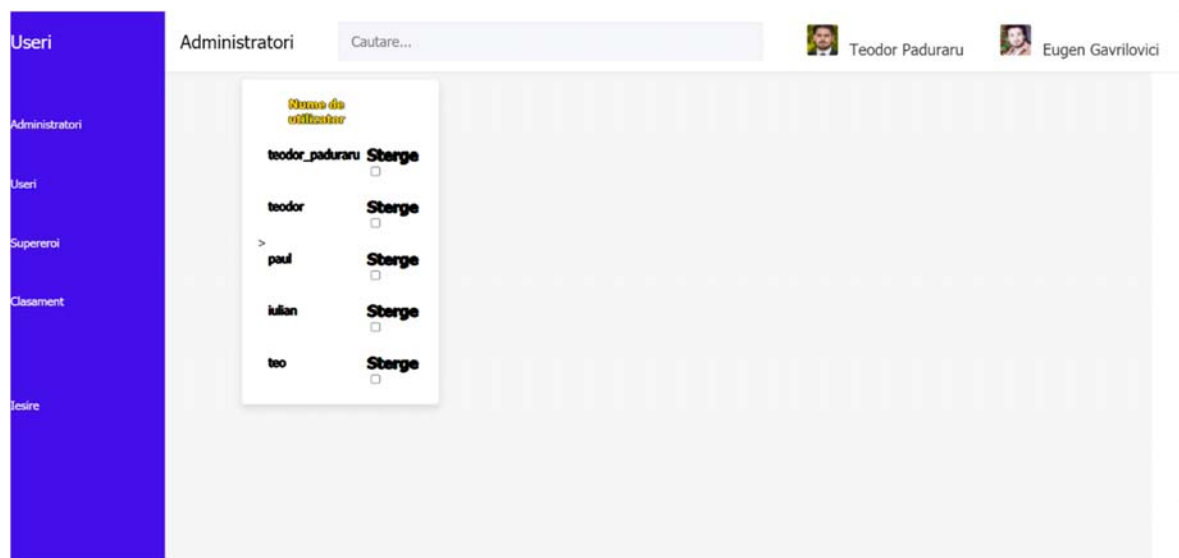 Useri
Administratori
Useri
Supereroi
Clasament
Iesire
Administratori
Cautare...
Teodor Paduraru
Eugen Gavrilovici
Nume de
utilizator
teodor_paduraru Sterge
teodor Sterge
>
paul Sterge
iulian Sterge
teo Sterge